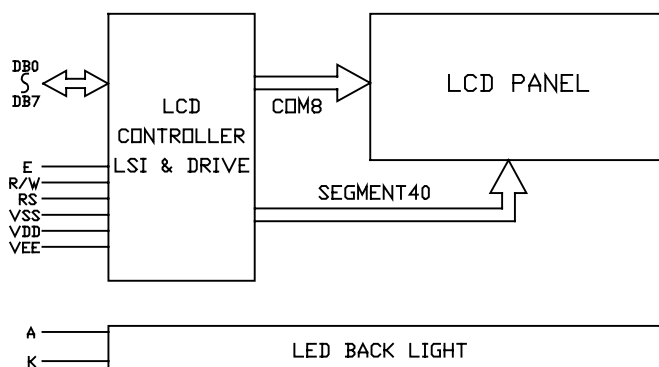 DB0
DB7
E
R/W
RS
VSS
VDD
VEE
LCD
CONTROLLER
LSI & DRIVE
COM8
SEGMENT40
LCD PANEL
A
K
LED BACK LIGHT